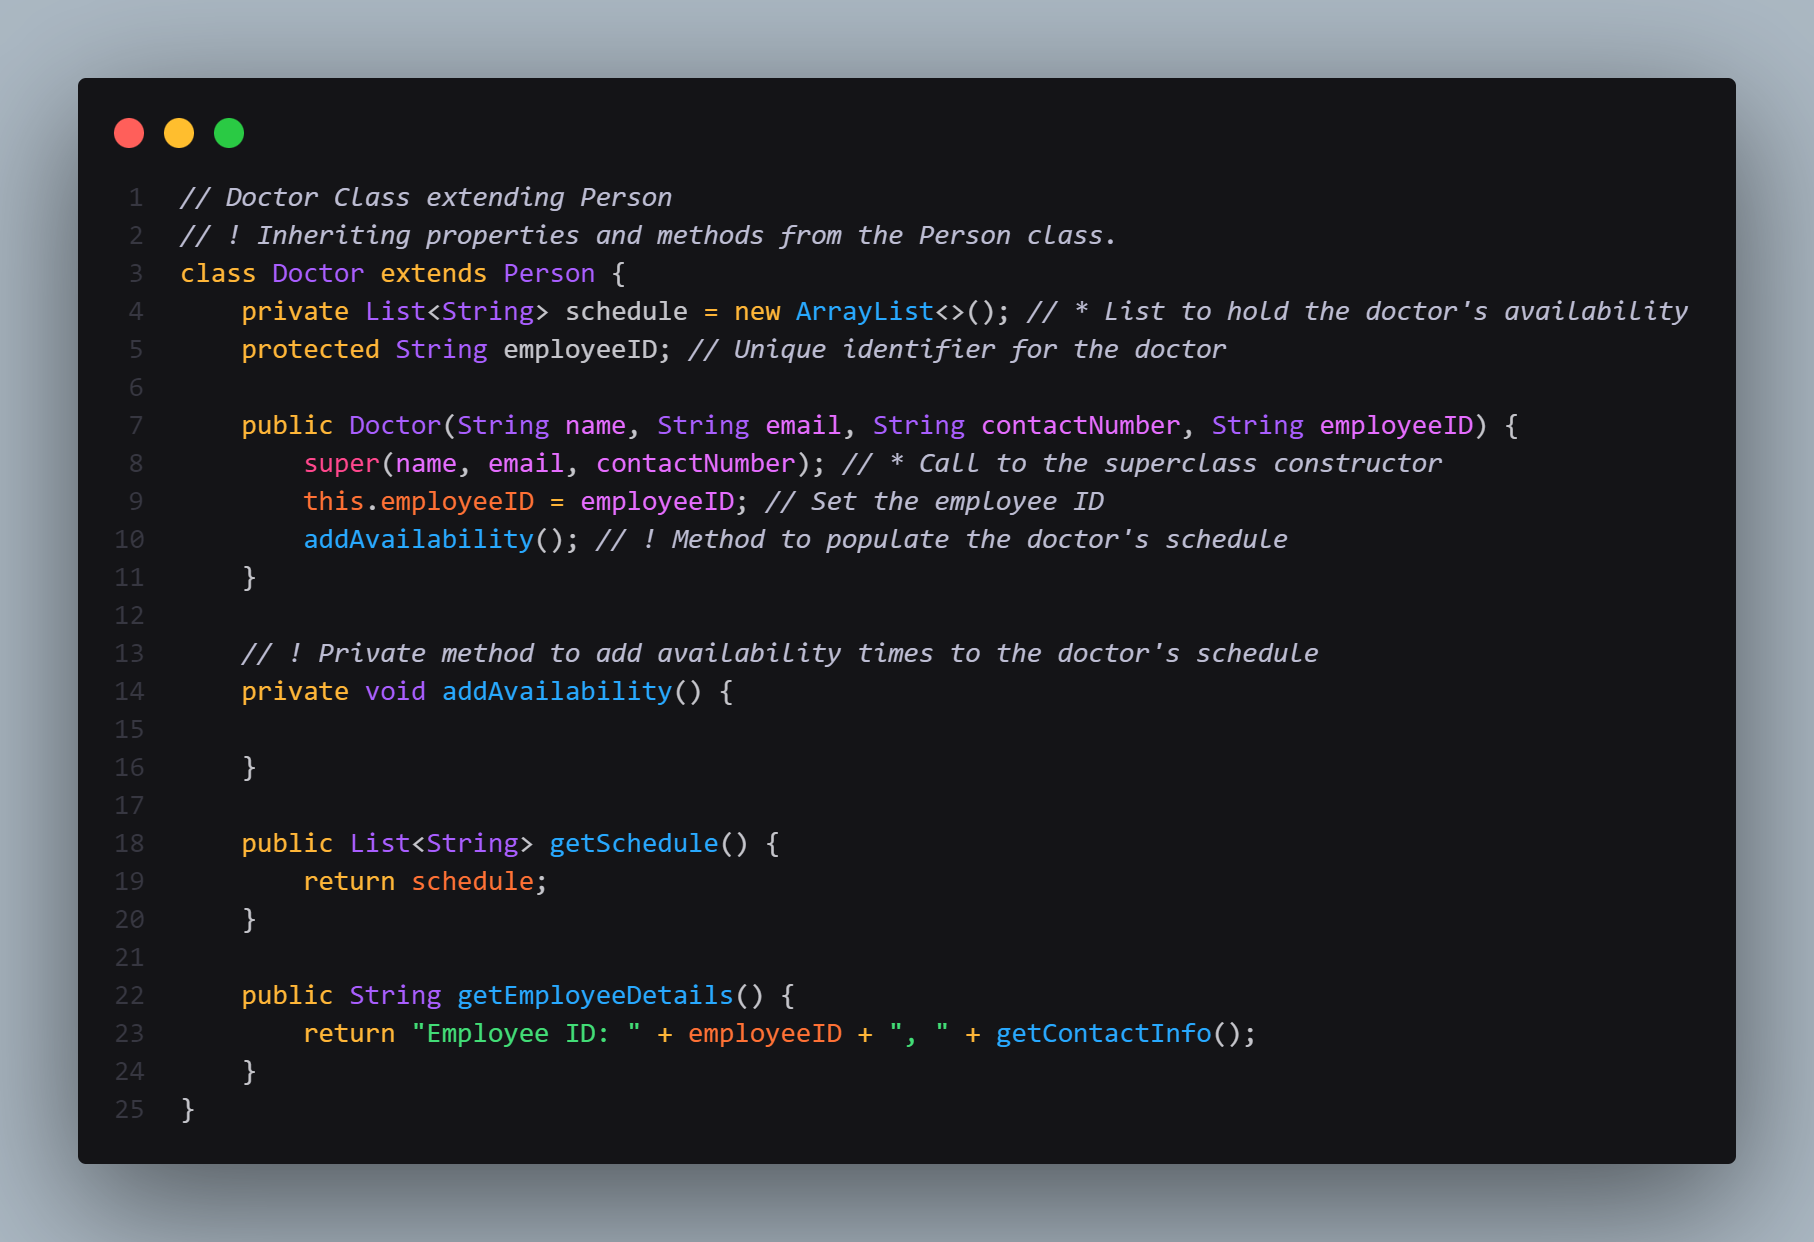 1 // Doctor Class extending Person
2 // ! Inheriting properties and methods from the Person class.
3 class Doctor extends Person {
4     private List<String> schedule = new ArrayList<>(); // * List to hold the doctor's availability
5     protected String employeeID; // Unique identifier for the doctor
6
7     public Doctor(String name, String email, String contactNumber, String employeeID) {
8         super(name, email, contactNumber); // * Call to the superclass constructor
9         this.employeeID = employeeID; // Set the employee ID
10         addAvailability(); // ! Method to populate the doctor's schedule
11     }
12
13     // ! Private method to add availability times to the doctor's schedule
14     private void addAvailability() {
15
16     }
17
18     public List<String> getSchedule() {
19         return schedule;
20     }
21
22     public String getEmployeeDetails() {
23         return "Employee ID: " + employeeID + ", " + getContactInfo();
24     }
25 }